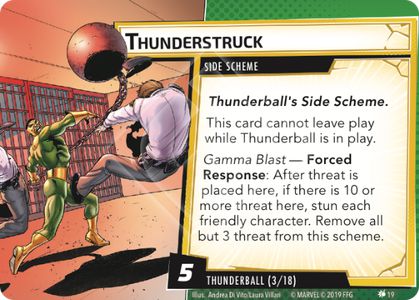 THUNDERSTRUCK
SIDE SCHEME
Thunderball's Side Scheme.
This card cannot leave play
while Thunderball is in play.
Gamma Blast — Forced
Response: After threat is
placed here, if there is 10 or
more threat here, stun each
friendly character. Remove all
but 3 threat from this scheme.
5
THUNDERBALL (3/18)
Illus. Andrea Di Vito/Laura Villari © MARVEL © 2019 FFG 19